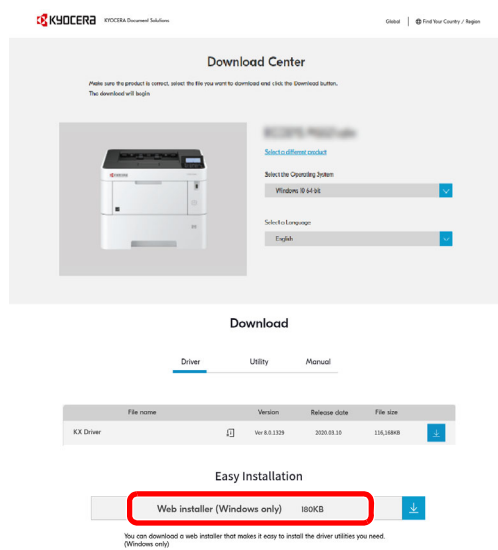 KYOCERA KYOCERA Document Solutions Global Find Your Country / Region
Download Center
Make sure the product is correct, select the file you want to download and click the Download button.
The download will begin
Select a different product
Select the Operating System
Windows 10 64 bit
Select a Language
English
Download
Driver Utility Manual
File name Version Release date File size
KX Driver Ver 8.0.1329 2020.03.10 116,168KB
Easy Installation
Web installer (Windows only) 180KB
You can download a web installer that makes it easy to install the driver utilities you need.
(Windows only)